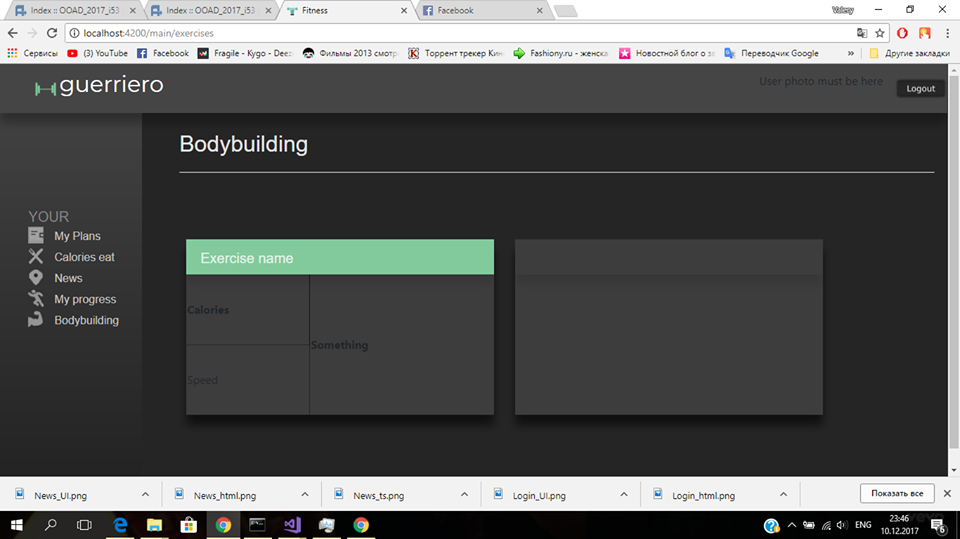 Index :: OOAD_2017_i53
Index :: OOAD_2017_i53
Fitness
Facebook
Valeriy
localhost:4200/main/exercises
Сервисы
(3) YouTube
Facebook
Fragile - Kygo - Deez
Фильмы 2013 смотр
Торрент трекер Кин
Fashiony.ru - женска
Новостной блог о за
Переводчик Google
»
Другие закладки
guerriero
User photo must be here
Logout
Bodybuilding
YOUR
My Plans
Calories eat
News
My progress
Bodybuilding
Exercise name
Calories
Something
Speed
News_UI.png
News_html.png
News_ts.png
Login_UI.png
Login_html.png
Показать все
ENG
23:46
10.12.2017
6